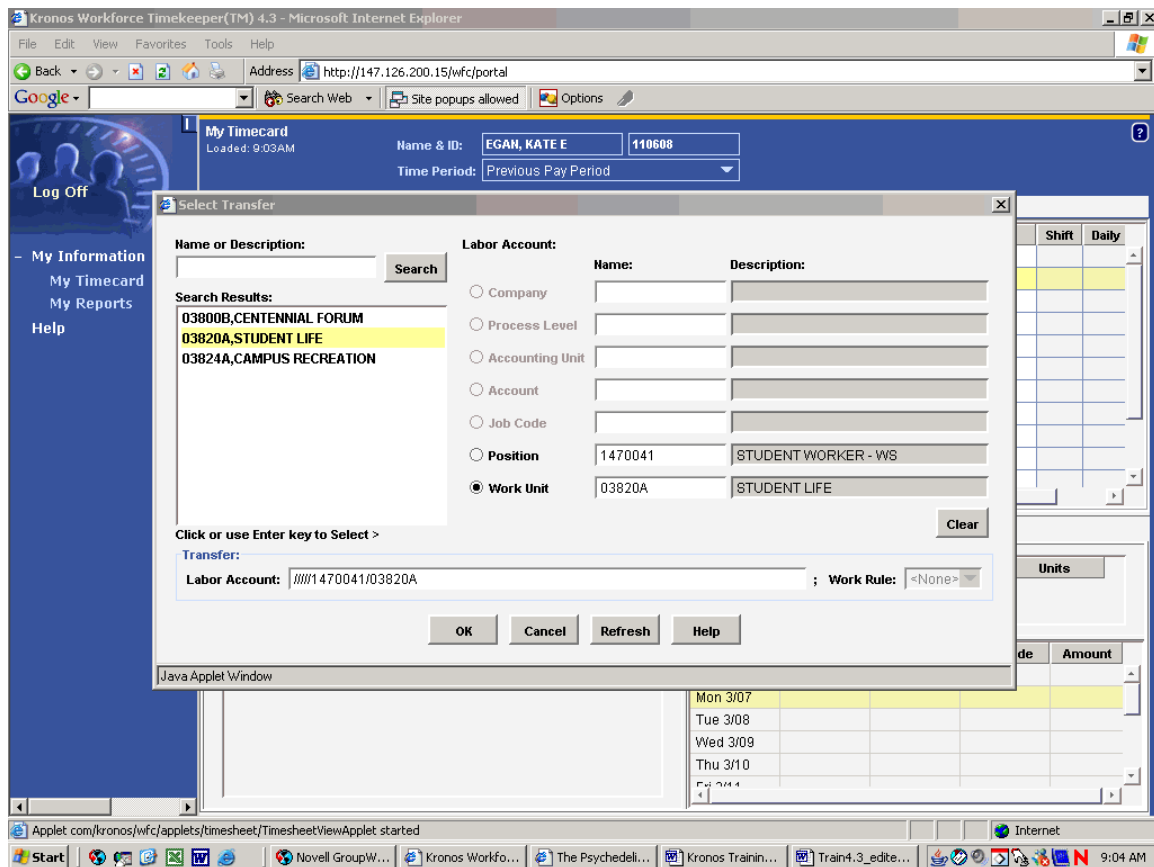 Kronos Workforce Timekeeper(TM) 4.3 - Microsoft Internet Explorer
File Edit View Favorites Tools Help
Back Address http://147.126.200.15/wfc/portal
Google - Search Web Site popups allowed Options
My Timecard
Loaded: 9:03AM
Name & ID: EGAN, KATE E 110608
Time Period: Previous Pay Period
Log Off
- My Information
My Timecard
My Reports
Help
Shift Daily
Select Transfer
Name or Description:
Search
Search Results:
03800B,CENTENNIAL FORUM
03820A,STUDENT LIFE
03824A,CAMPUS RECREATION
Click or use Enter key to Select >
Labor Account:
Name: Description:
Company
Process Level
Accounting Unit
Account
Job Code
Position 1470041 STUDENT WORKER - WS
Work Unit 03820A STUDENT LIFE
Clear
Transfer:
Labor Account: /////1470041/03820A ; Work Rule: <None>
OK Cancel Refresh Help
Java Applet Window
Units
de Amount
Mon 3/07
Tue 3/08
Wed 3/09
Thu 3/10
Applet com/kronos/wfc/applets/timesheet/TimesheetViewApplet started
Internet
Start Novell GroupW... Kronos Workfo... The Psychedeli... Kronos Trainin... Train4.3_edite... 9:04 AM